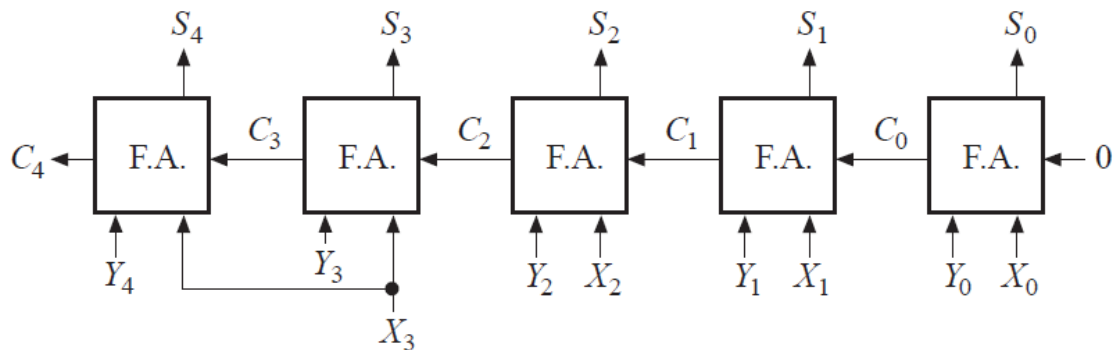 S₄ S₃ S₂ S₁ S₀
C₄ F.A. C₃ F.A. C₂ F.A. C₁ F.A. C₀ F.A. 0
Y₄ Y₃ Y₂ X₂ Y₁ X₁ Y₀ X₀
X₃